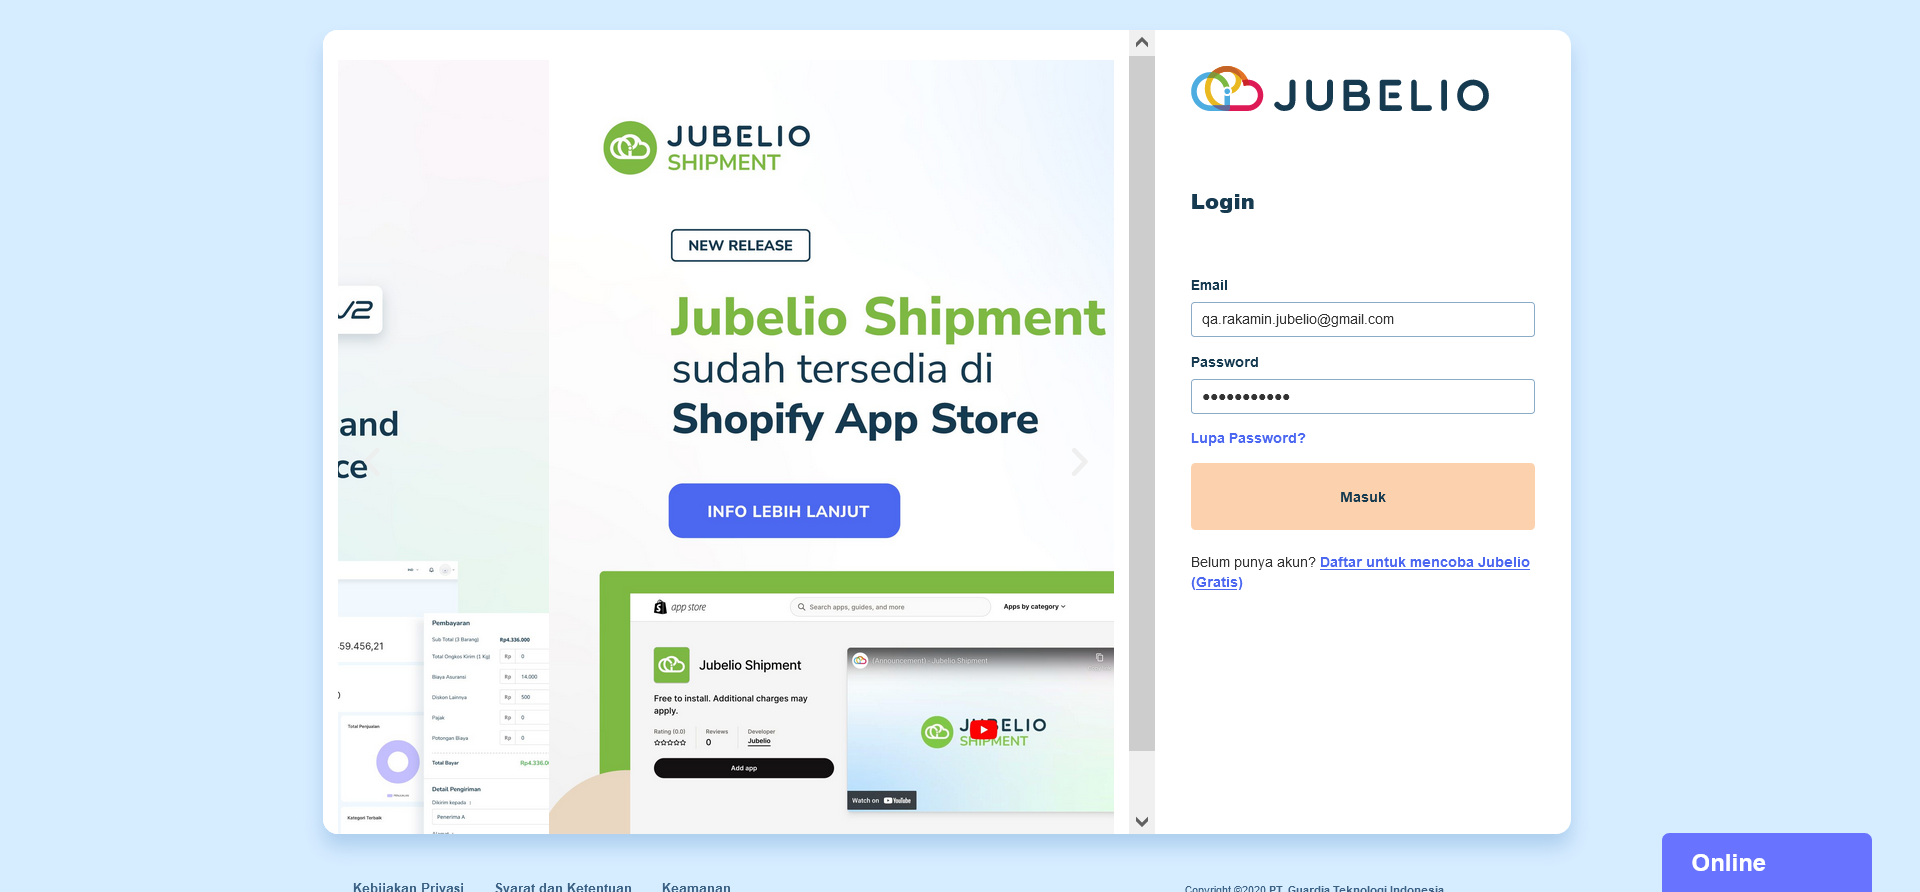 JUBELIO
SHIPMENT
NEW RELEASE
Jubelio Shipment
sudah tersedia di
Shopify App Store
INFO LEBIH LANJUT
and
ce
app store
Search apps, guides, and more
Apps by category
Jubelio Shipment
Free to install. Additional charges may
apply.
Rating (0.0)
Reviews
Developer
0
Jubelio
Add app
(Announcement) - Jubelio Shipment
JUBELIO
SHIPMENT
Watch on YouTube
59.456,21
Total Penjualan
Kategori Terbaik
Pembayaran
Sub Total (3 Barang) Rp4.336.000
Total Ongkos Kirim (1 Kg) Rp 0
Biaya Asuransi Rp 14.000
Diskon Lainnya Rp 500
Pajak Rp 0
Potongan Biaya Rp 0
Total Bayar Rp4.336.0
Detail Pengiriman
Dikirim kepada :
Penerima A
JUBELIO
Login
Email
qa.rakamin.jubelio@gmail.com
Password
•••••••••••
Lupa Password?
Masuk
Belum punya akun? Daftar untuk mencoba Jubelio
(Gratis)
Kebijakan Privasi
Syarat dan Ketentuan
Keamanan
Copyright ©2020 PT. Guardia Teknologi Indonesia
Online